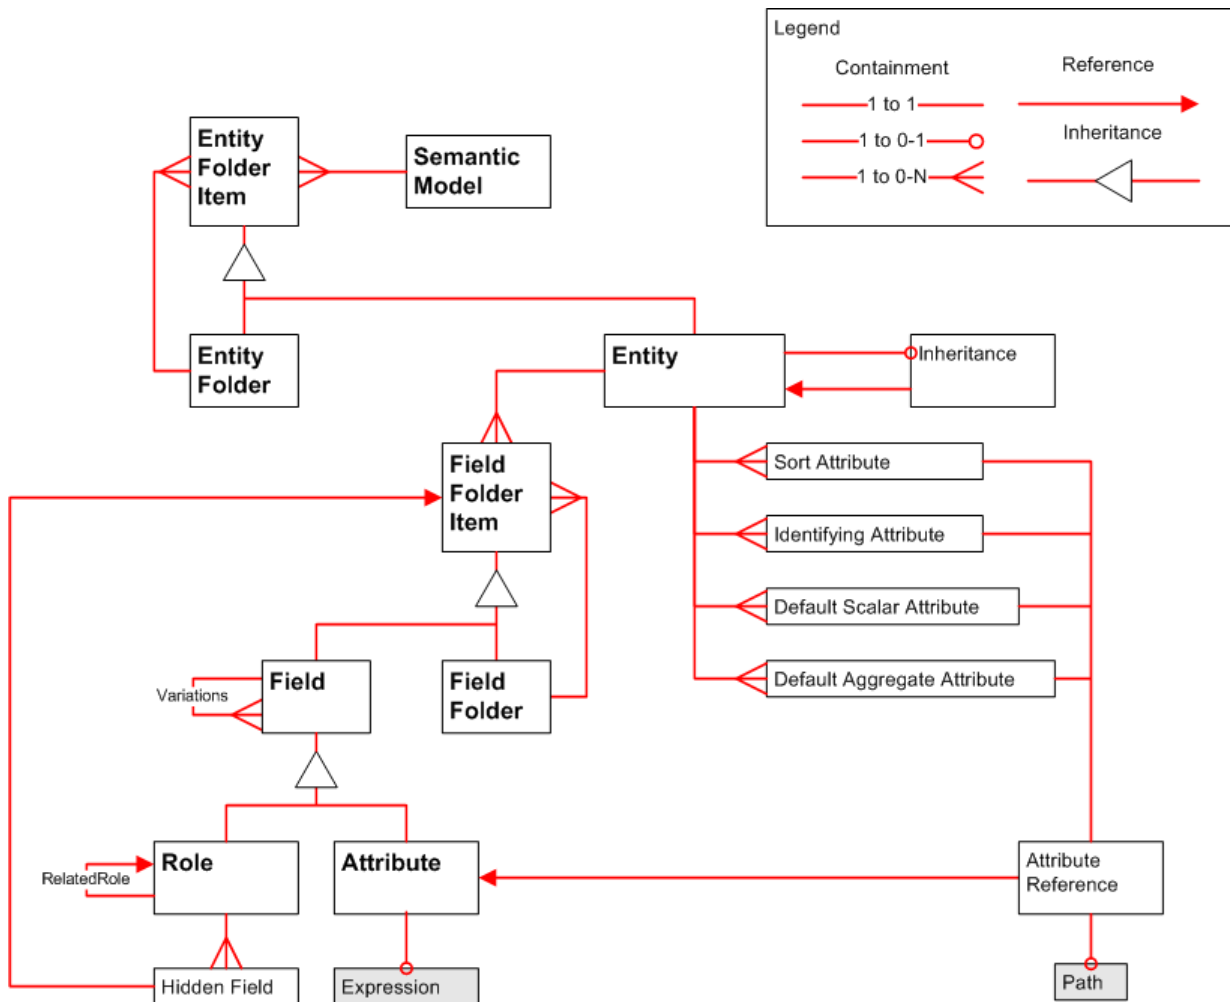 Legend
Containment
Reference
1 to 1
1 to 0-1
Inheritance
1 to 0-N
Entity
Folder
Item
Semantic
Model
Entity
Folder
Entity
Inheritance
Field
Folder
Item
Sort Attribute
Identifying Attribute
Default Scalar Attribute
Default Aggregate Attribute
Variations
Field
Field
Folder
RelatedRole
Role
Attribute
Attribute
Reference
Hidden Field
Expression
Path